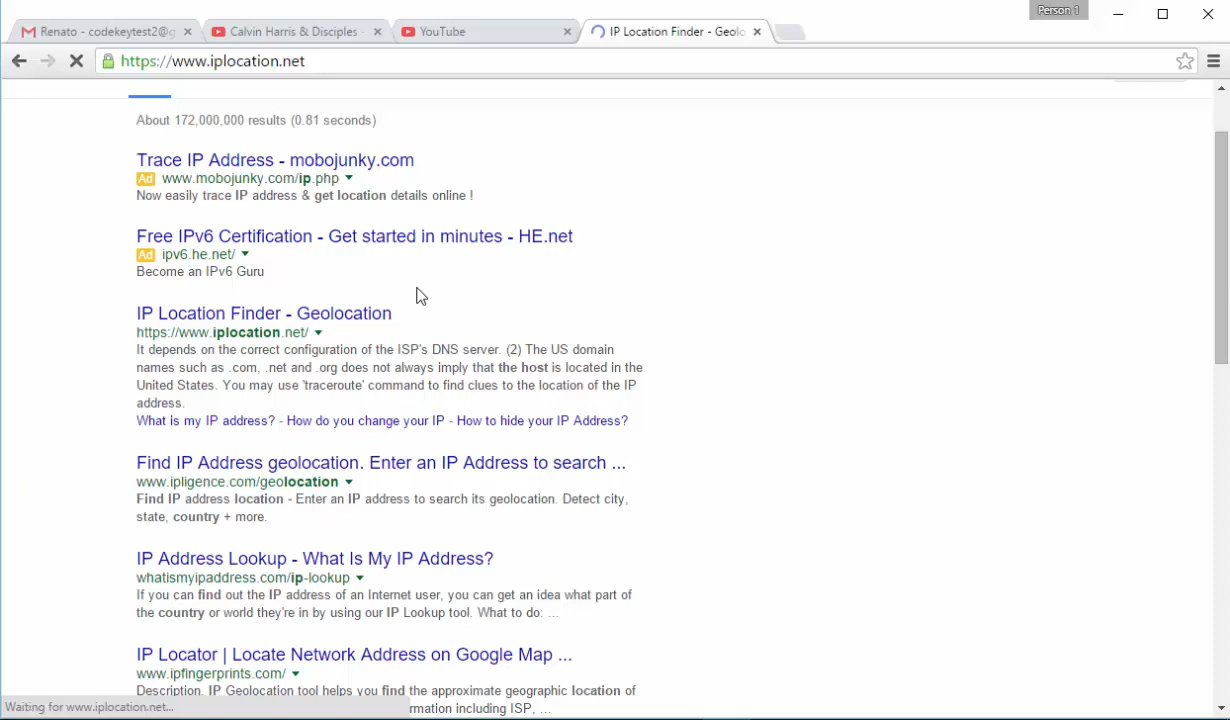 Person 1
Renato - codekeytest2@g
Calvin Harris & Disciples -
YouTube
IP Location Finder - Geolo
https://www.iplocation.net
About 172,000,000 results (0.81 seconds)
Trace IP Address - mobojunky.com
Ad www.mobojunky.com/ip.php
Now easily trace IP address & get location details online !
Free IPv6 Certification - Get started in minutes - HE.net
Ad ipv6.he.net/
Become an IPv6 Guru
IP Location Finder - Geolocation
https://www.iplocation.net/
It depends on the correct configuration of the ISP's DNS server. (2) The US domain
names such as .com, .net and .org does not always imply that the host is located in the
United States. You may use 'traceroute' command to find clues to the location of the IP
address.
What is my IP address? - How do you change your IP - How to hide your IP Address?
Find IP Address geolocation. Enter an IP Address to search ...
www.ipligence.com/geolocation
Find IP address location - Enter an IP address to search its geolocation. Detect city,
state, country + more.
IP Address Lookup - What Is My IP Address?
whatismyipaddress.com/ip-lookup
If you can find out the IP address of an Internet user, you can get an idea what part of
the country or world they're in by using our IP Lookup tool. What to do: ...
IP Locator | Locate Network Address on Google Map ...
www.ipfingerprints.com/
Description. IP Geolocation tool helps you find the approximate geographic location of
Waiting for www.iplocation.net... rmation including ISP, ...